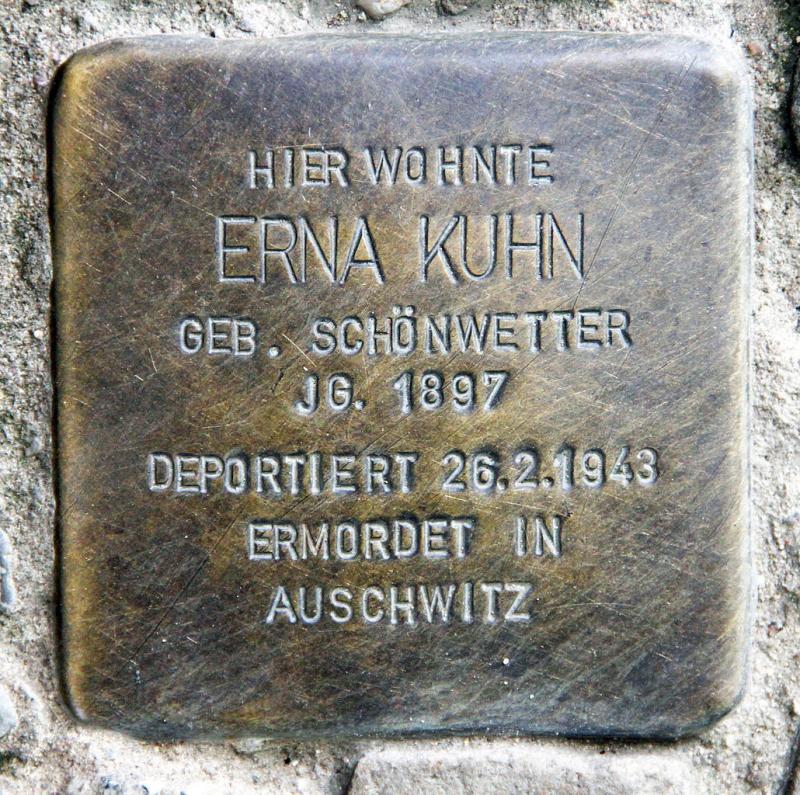 HIER WOHNTE
ERNA KUHN
GEB. SCHÖNWETTER
JG. 1897
DEPORTIERT 26.2.1943
ERMORDET IN
AUSCHWITZ